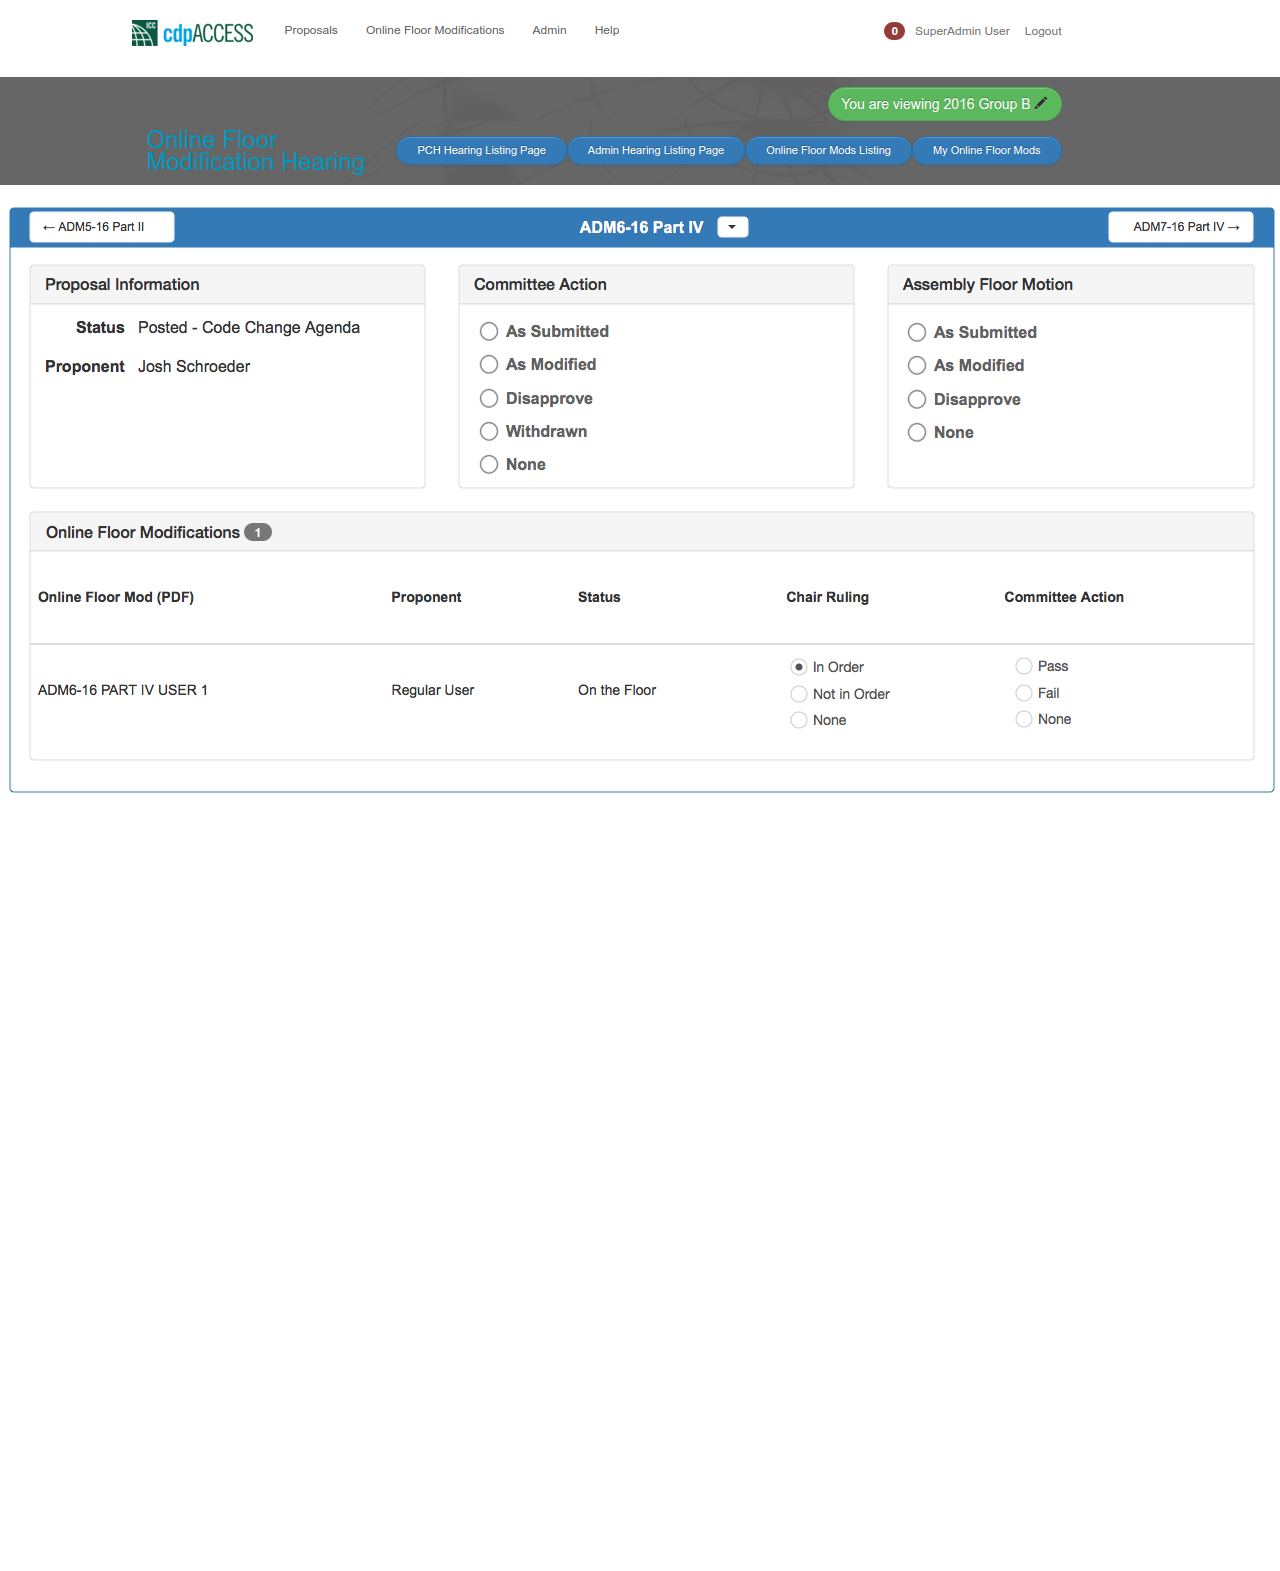 ICC cdpACCESS Proposals Online Floor Modifications Admin Help 0 SuperAdmin User Logout
You are viewing 2016 Group B
Online Floor
Modification Hearing
PCH Hearing Listing Page Admin Hearing Listing Page Online Floor Mods Listing My Online Floor Mods
← ADM5-16 Part II ADM6-16 Part IV ADM7-16 Part IV →
Proposal Information
Status Posted - Code Change Agenda
Proponent Josh Schroeder
Committee Action
As Submitted
As Modified
Disapprove
Withdrawn
None
Assembly Floor Motion
As Submitted
As Modified
Disapprove
None
Online Floor Modifications 1
Online Floor Mod (PDF) Proponent Status Chair Ruling Committee Action
ADM6-16 PART IV USER 1 Regular User On the Floor
In Order
Not in Order
None
Pass
Fail
None